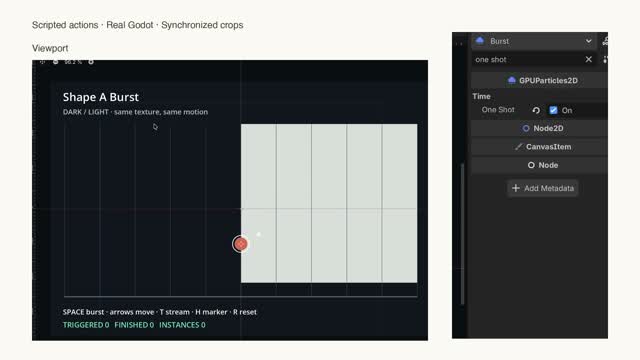 Scripted actions · Real Godot · Synchronized crops
Viewport
96.2 %
Shape A Burst
DARK / LIGHT · same texture, same motion
SPACE burst · arrows move · T stream · H marker · R reset
TRIGGERED 0 FINISHED 0 INSTANCES 0
Burst
one shot
GPUParticles2D
Time
One Shot
On
Node2D
CanvasItem
Node
Add Metadata